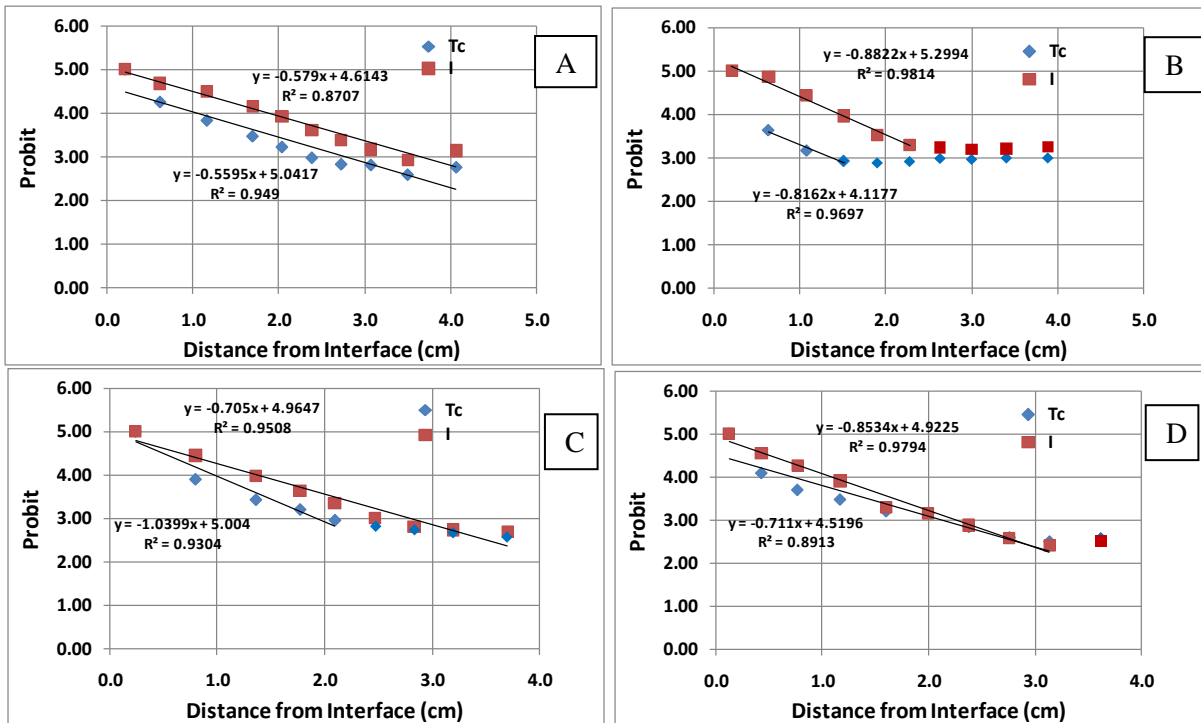 6.00
5.00
4.00
3.00
2.00
1.00
0.00
Probit
Tc
I
y = -0.579x + 4.6143
R² = 0.8707
y = -0.5595x + 5.0417
R² = 0.949
A
0.0 1.0 2.0 3.0 4.0 5.0
Distance from Interface (cm)
6.00
5.00
4.00
3.00
2.00
1.00
0.00
Probit
y = -0.8822x + 5.2994
R² = 0.9814
Tc
I
y = -0.8162x + 4.1177
R² = 0.9697
B
0.0 1.0 2.0 3.0 4.0 5.0
Distance from Interface (cm)
6.00
5.00
4.00
3.00
2.00
1.00
0.00
Probit
y = -0.705x + 4.9647
R² = 0.9508
Tc
I
y = -1.0399x + 5.004
R² = 0.9304
C
0.0 1.0 2.0 3.0 4.0
Distance from Interface (cm)
6.00
5.00
4.00
3.00
2.00
1.00
0.00
Probit
Tc
I
y = -0.8534x + 4.9225
R² = 0.9794
y = -0.711x + 4.5196
R² = 0.8913
D
0.0 1.0 2.0 3.0 4.0
Distance from Interface (cm)